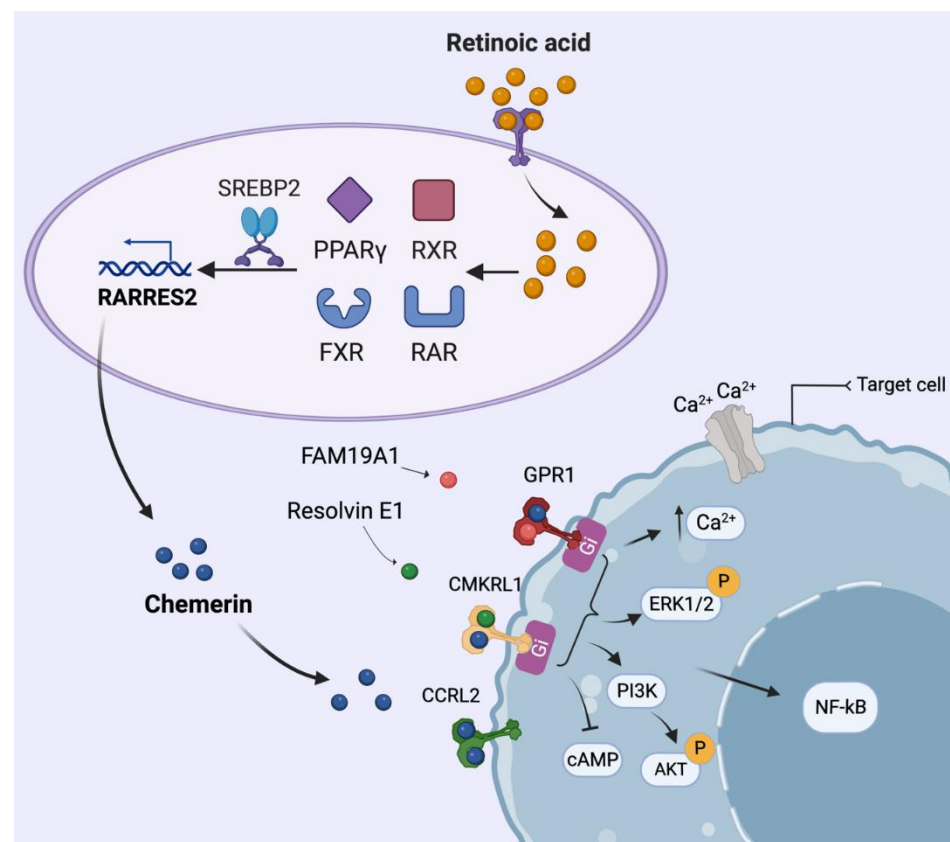 Retinoic acid
SREBP2
PPARγ
RXR
RARRES2
FXR
RAR
Ca²⁺ Ca²⁺
Target cell
FAM19A1
GPR1
Resolvin E1
Gi
Ca²⁺
CMKRL1
P
ERK1/2
Chemerin
Gi
CCRL2
PI3K
NF-kB
cAMP
AKT
P